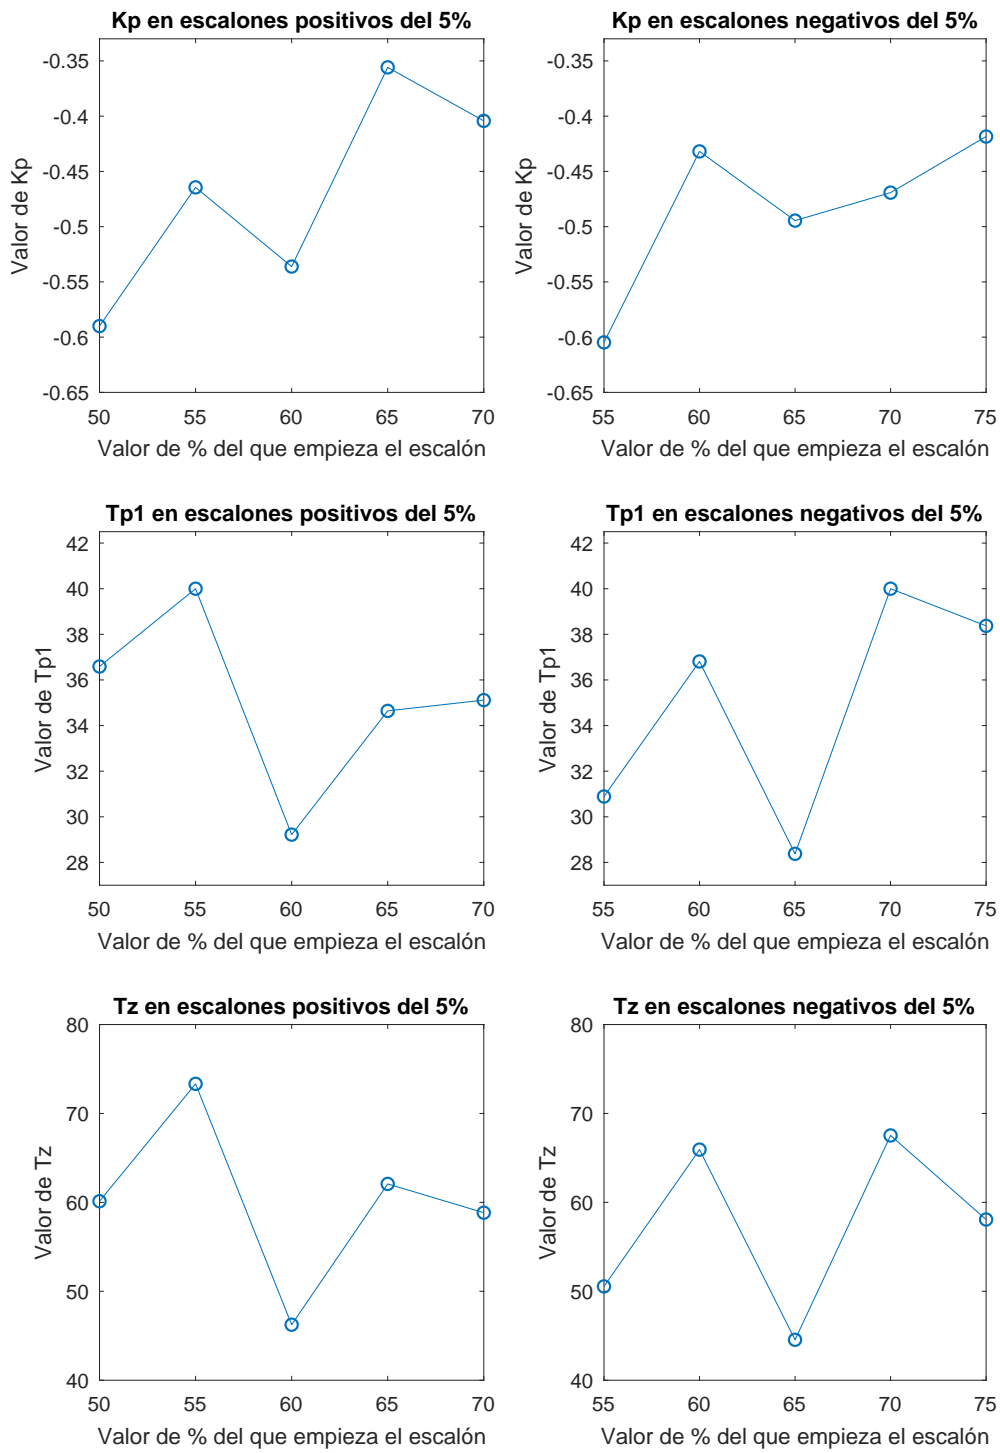 Kp en escalones positivos del 5%
-0.35
-0.4
-0.45
-0.5
-0.55
-0.6
-0.65
Valor de Kp
50 55 60 65 70
Valor de % del que empieza el escalón
Kp en escalones negativos del 5%
-0.35
-0.4
-0.45
-0.5
-0.55
-0.6
-0.65
Valor de Kp
55 60 65 70 75
Valor de % del que empieza el escalón
Tp1 en escalones positivos del 5%
42
40
38
36
34
32
30
28
Valor de Tp1
50 55 60 65 70
Valor de % del que empieza el escalón
Tp1 en escalones negativos del 5%
42
40
38
36
34
32
30
28
Valor de Tp1
55 60 65 70 75
Valor de % del que empieza el escalón
Tz en escalones positivos del 5%
80
70
60
50
40
Valor de Tz
50 55 60 65 70
Valor de % del que empieza el escalón
Tz en escalones negativos del 5%
80
70
60
50
40
Valor de Tz
55 60 65 70 75
Valor de % del que empieza el escalón